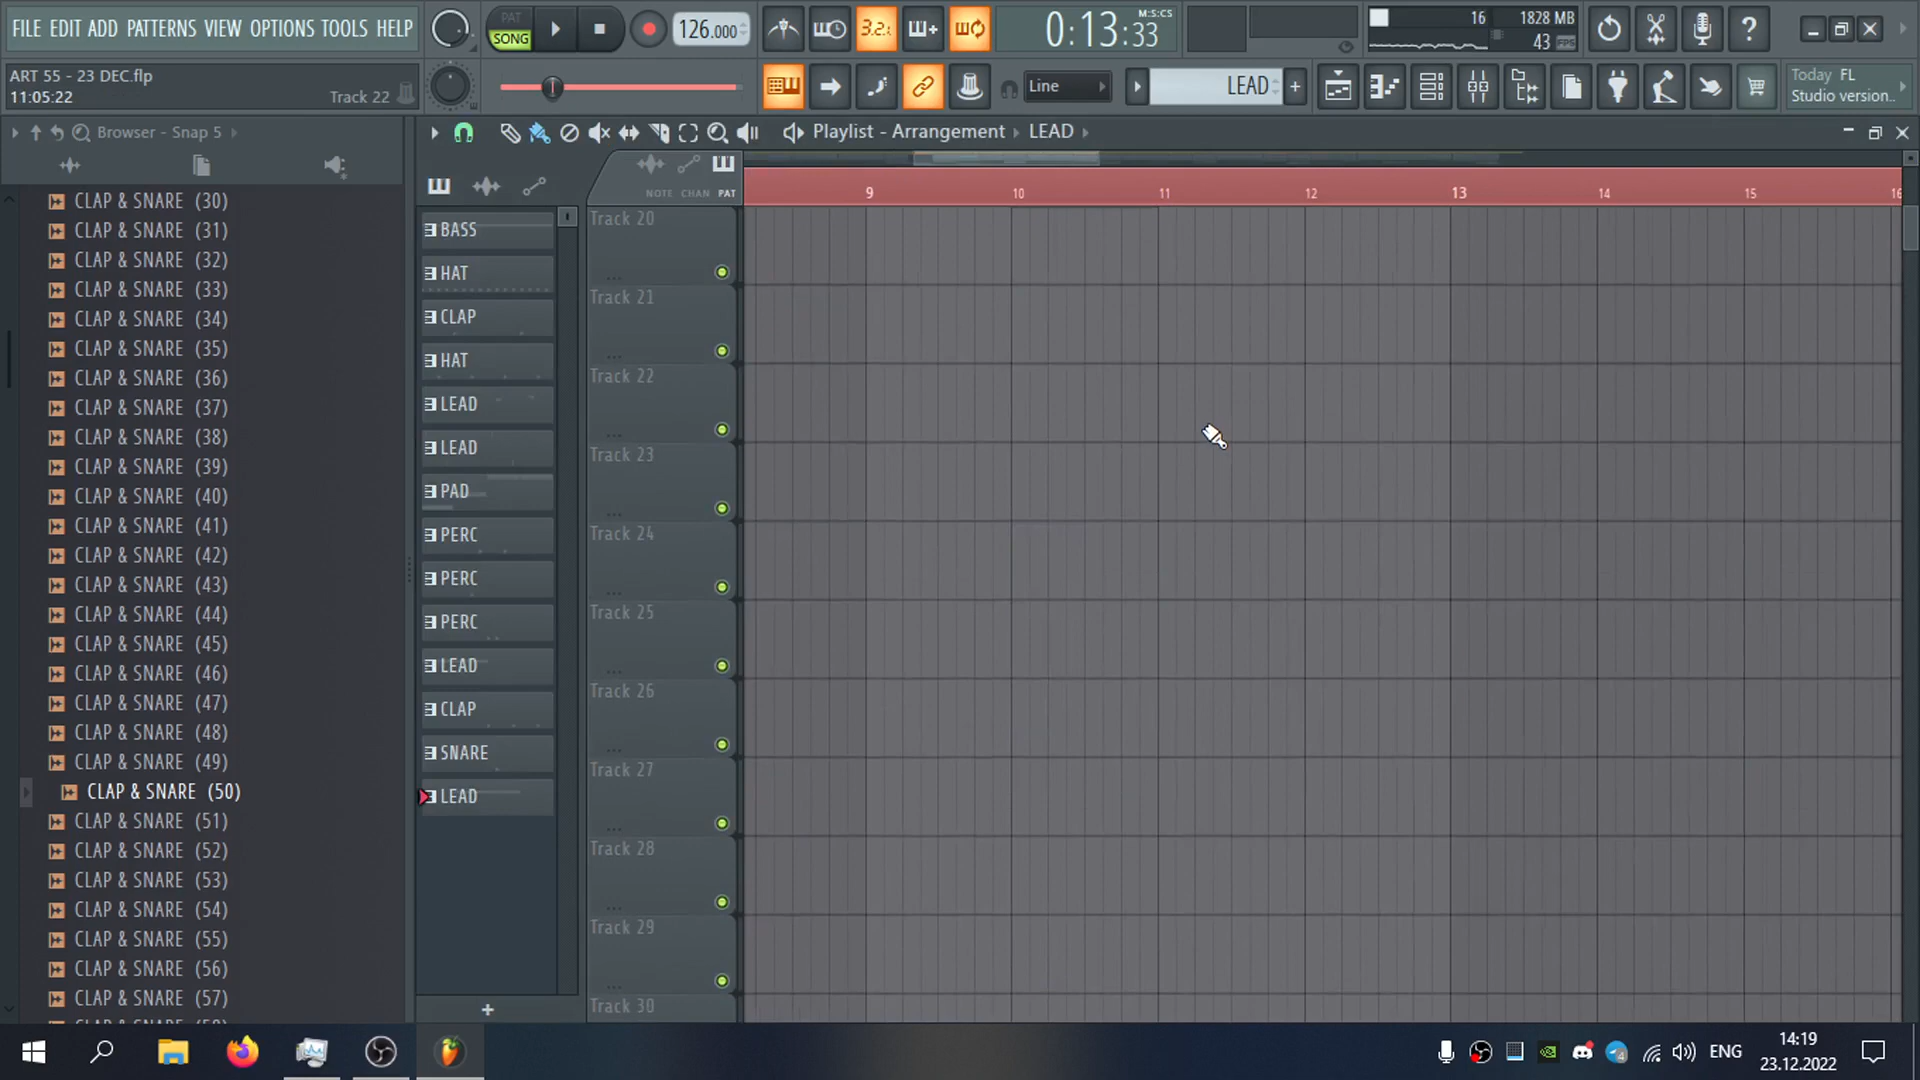 FILE EDIT ADD PATTERNS VIEW OPTIONS TOOLS HELP
PAT
SONG
126.000
3.2.
0:13:33
M:S:CS
16
1828 MB
43
ART 55 - 23 DEC.flp
11:05:22
Track 22
Line
LEAD
Today FL
Studio version..
Browser - Snap 5
Playlist - Arrangement
LEAD
NOTE CHAN PAT
9 10 11 12 13 14 15 16
CLAP & SNARE (30)
CLAP & SNARE (31)
CLAP & SNARE (32)
CLAP & SNARE (33)
CLAP & SNARE (34)
CLAP & SNARE (35)
CLAP & SNARE (36)
CLAP & SNARE (37)
CLAP & SNARE (38)
CLAP & SNARE (39)
CLAP & SNARE (40)
CLAP & SNARE (41)
CLAP & SNARE (42)
CLAP & SNARE (43)
CLAP & SNARE (44)
CLAP & SNARE (45)
CLAP & SNARE (46)
CLAP & SNARE (47)
CLAP & SNARE (48)
CLAP & SNARE (49)
CLAP & SNARE (50)
CLAP & SNARE (51)
CLAP & SNARE (52)
CLAP & SNARE (53)
CLAP & SNARE (54)
CLAP & SNARE (55)
CLAP & SNARE (56)
CLAP & SNARE (57)
BASS
HAT
CLAP
HAT
LEAD
LEAD
PAD
PERC
PERC
PERC
LEAD
CLAP
SNARE
LEAD
Track 20
Track 21
Track 22
Track 23
Track 24
Track 25
Track 26
Track 27
Track 28
Track 29
Track 30
ENG
14:19
23.12.2022